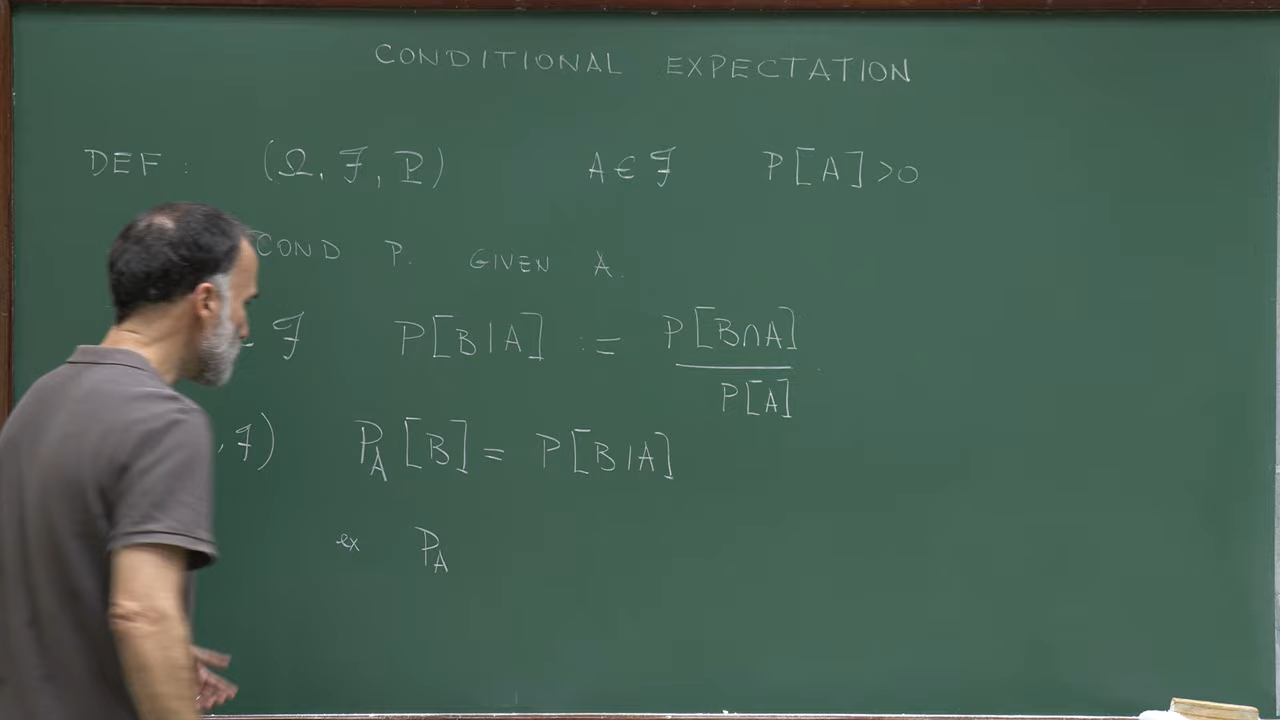 CONDITIONAL EXPECTATION
DEF : (Ω, ℱ, P) A ∈ ℱ P[A] > 0
COND P. GIVEN A.
ℱ P[B|A] := P[B∩A] / P[A]
, ℱ) P_A[B] = P[B|A]
ex P_A